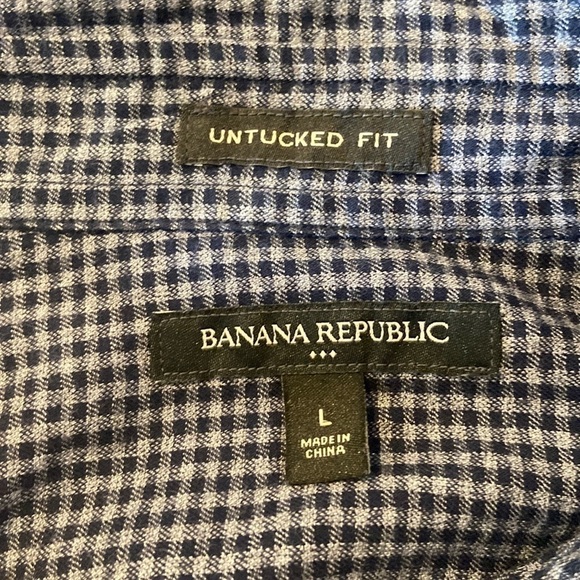 UNTUCKED FIT
BANANA REPUBLIC
L
MADE IN
CHINA